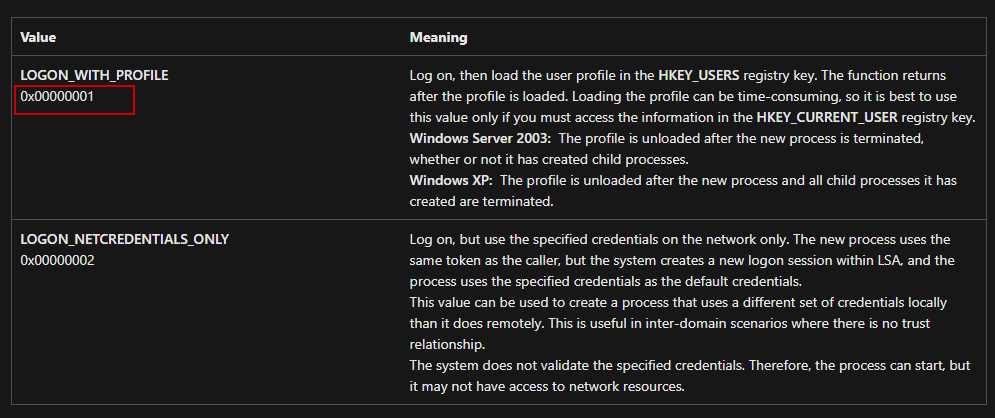 Value Meaning
LOGON_WITH_PROFILE
0x00000001
Log on, then load the user profile in the HKEY_USERS registry key. The function returns
after the profile is loaded. Loading the profile can be time-consuming, so it is best to use
this value only if you must access the information in the HKEY_CURRENT_USER registry key.
Windows Server 2003: The profile is unloaded after the new process is terminated,
whether or not it has created child processes.
Windows XP: The profile is unloaded after the new process and all child processes it has
created are terminated.
LOGON_NETCREDENTIALS_ONLY
0x00000002
Log on, but use the specified credentials on the network only. The new process uses the
same token as the caller, but the system creates a new logon session within LSA, and the
process uses the specified credentials as the default credentials.
This value can be used to create a process that uses a different set of credentials locally
than it does remotely. This is useful in inter-domain scenarios where there is no trust
relationship.
The system does not validate the specified credentials. Therefore, the process can start, but
it may not have access to network resources.